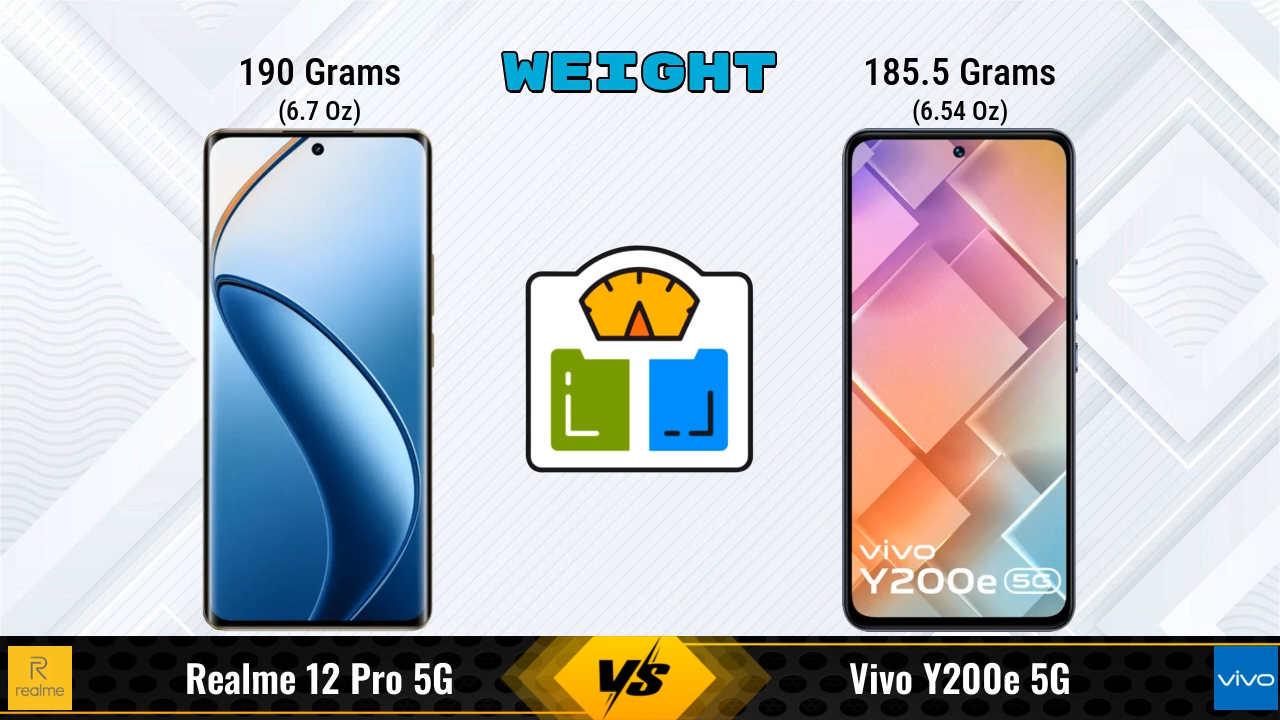 WEIGHT
190 Grams
(6.7 Oz)
185.5 Grams
(6.54 Oz)
vivo
Y200e 5G
R
realme
Realme 12 Pro 5G
VS
Vivo Y200e 5G
vivo